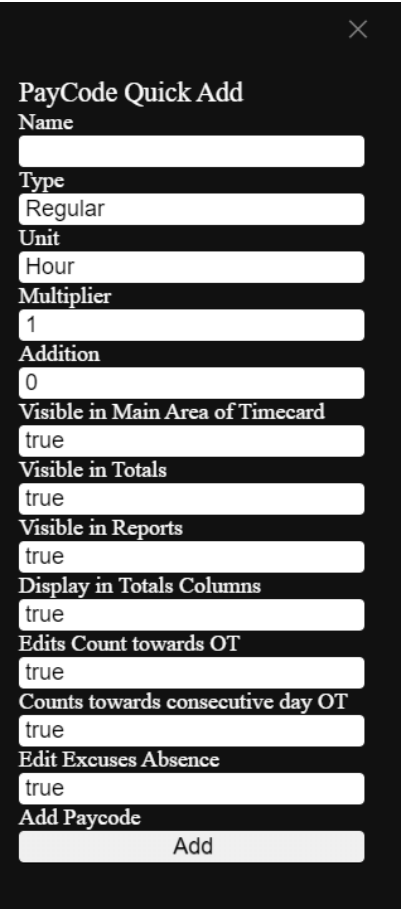 PayCode Quick Add
Name
Type
Regular
Unit
Hour
Multiplier
1
Addition
0
Visible in Main Area of Timecard
true
Visible in Totals
true
Visible in Reports
true
Display in Totals Columns
true
Edits Count towards OT
true
Counts towards consecutive day OT
true
Edit Excuses Absence
true
Add Paycode
Add